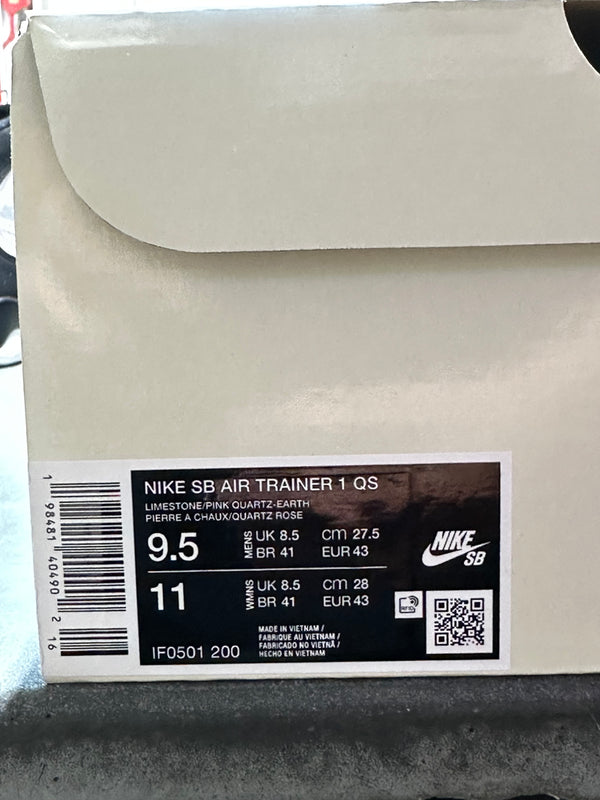 NIKE SB AIR TRAINER 1 QS
LIMESTONE/PINK QUARTZ-EARTH
PIERRE A CHAUX/QUARTZ ROSE
9.5 MENS UK 8.5 cm 27.5
BR 41 EUR 43
11 WMNS UK 8.5 cm 28
BR 41 EUR 43
NIKE
SB
RFID
IF0501 200
MADE IN VIETNAM /
FABRIQUE AU VIETNAM /
FABRICADO NO VIETNÃ /
HECHO EN VIETNAM
1 98481 40490 2 16